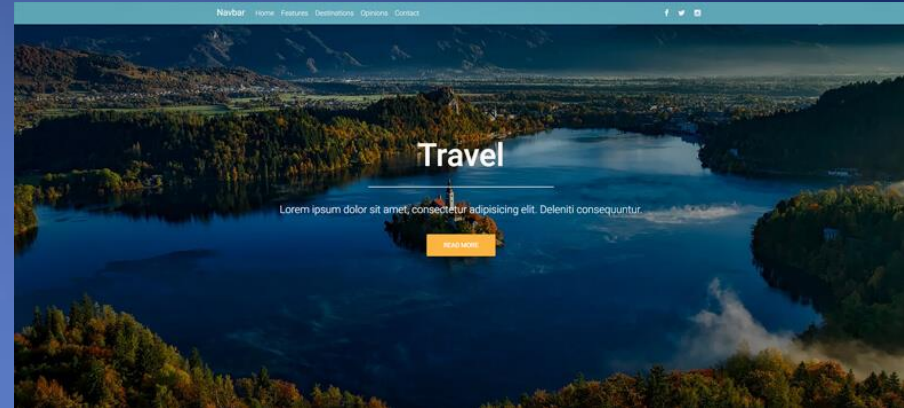 Navbar Home Features Destinations Opinions Contact
Travel
Lorem ipsum dolor sit amet, consectetur adipisicing elit. Deleniti consequuntur.
READ MORE